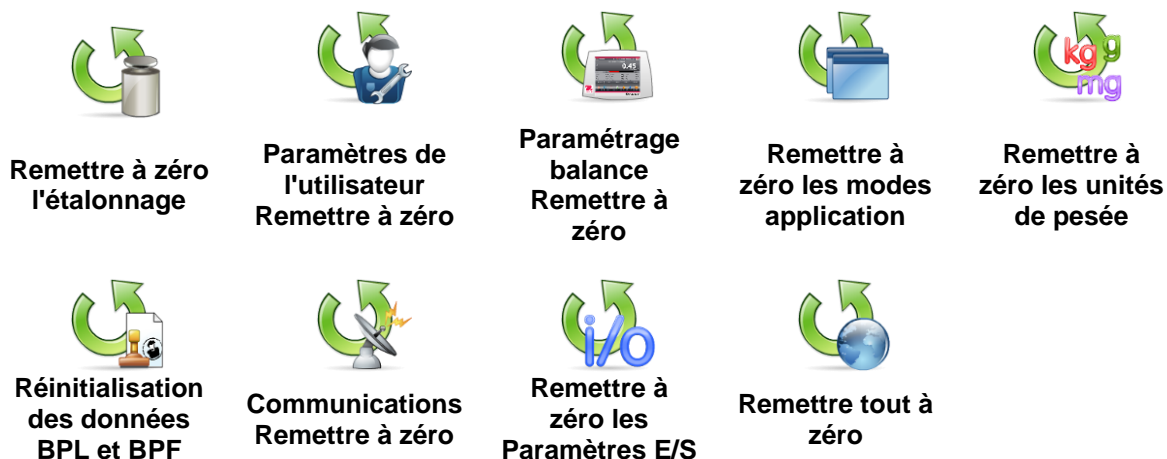 kg g
mg
0.45
Remettre à zéro
l'étalonnage
Paramètres de
l'utilisateur
Remettre à zéro
Paramétrage
balance
Remettre à
zéro
Remettre à
zéro les modes
application
Remettre à
zéro les unités
de pesée
i/o
Réinitialisation
des données
BPL et BPF
Communications
Remettre à zéro
Remettre à
zéro les
Paramètres E/S
Remettre tout à
zéro